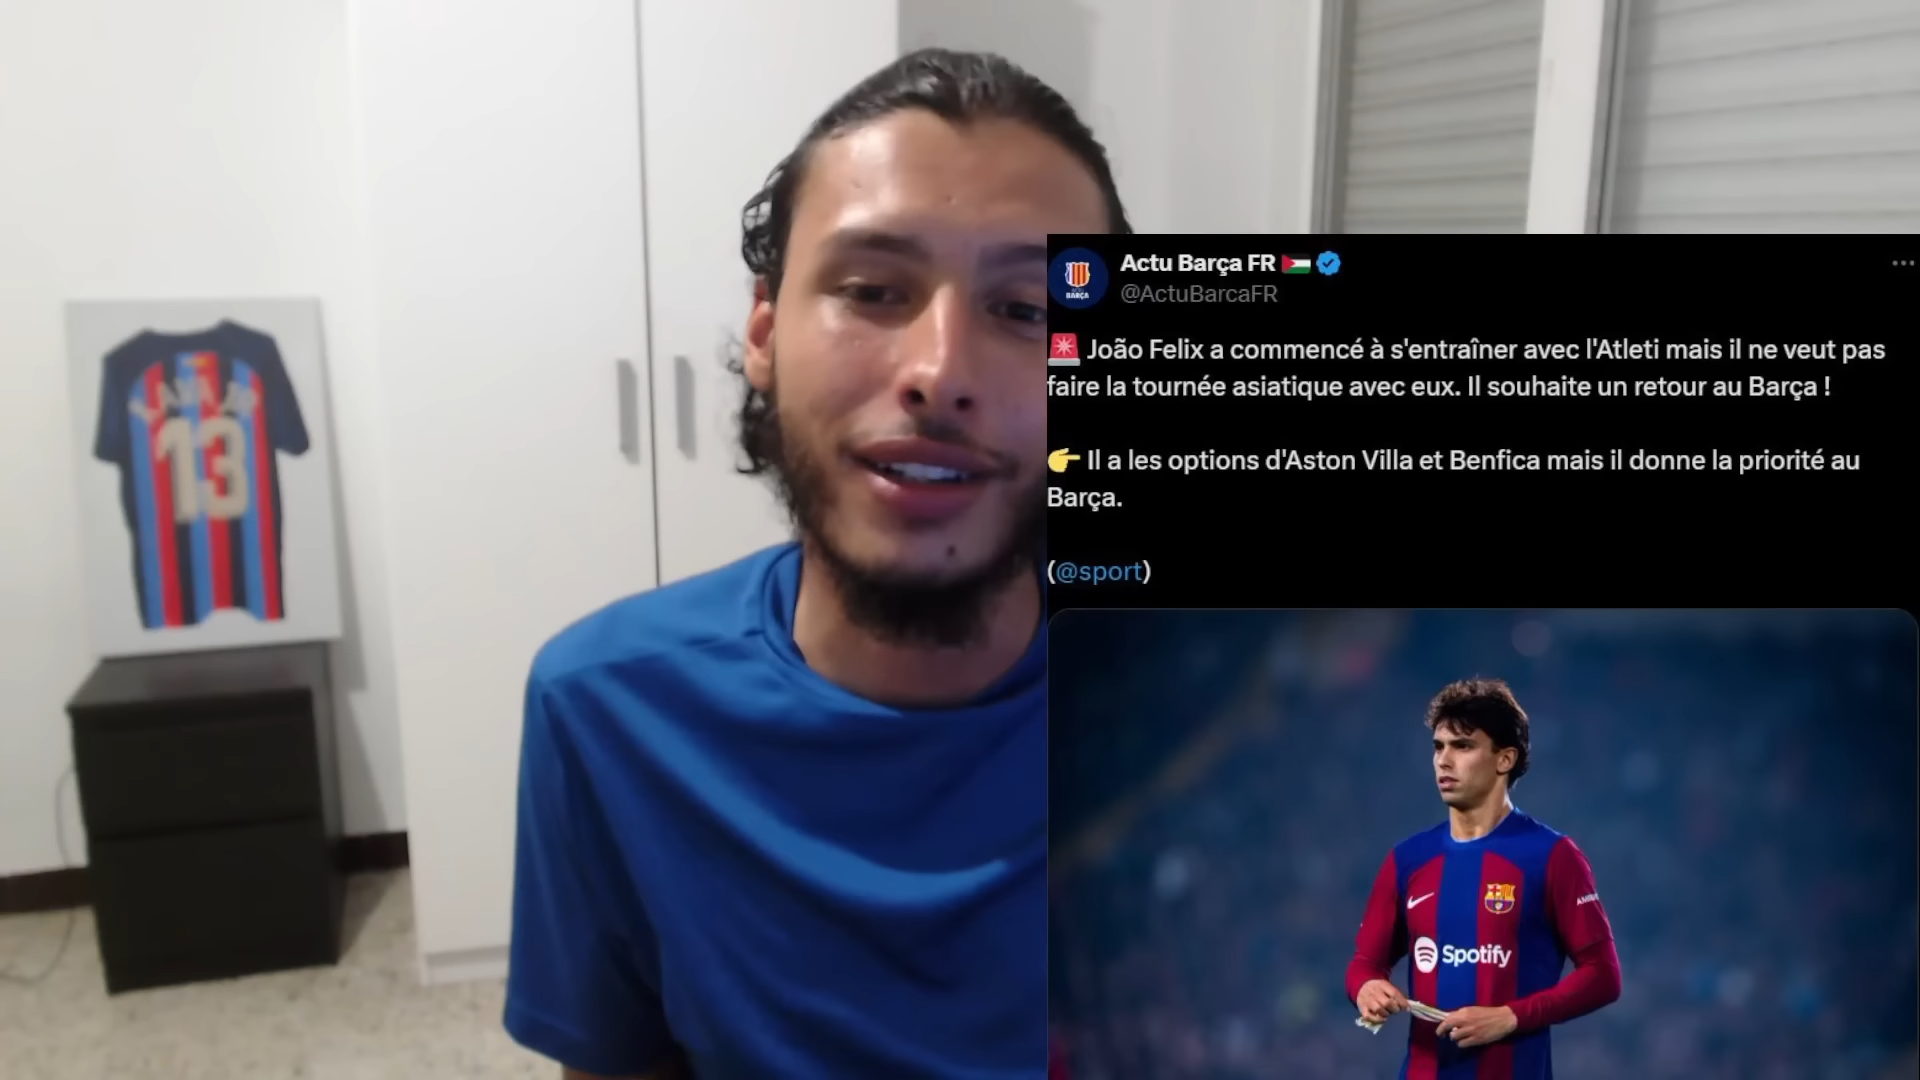 Actu Barça FR
@ActuBarcaFR
João Felix a commencé à s'entraîner avec l'Atleti mais il ne veut pas
faire la tournée asiatique avec eux. Il souhaite un retour au Barça !
Il a les options d'Aston Villa et Benfica mais il donne la priorité au
Barça.
(@sport)
13
Spotify